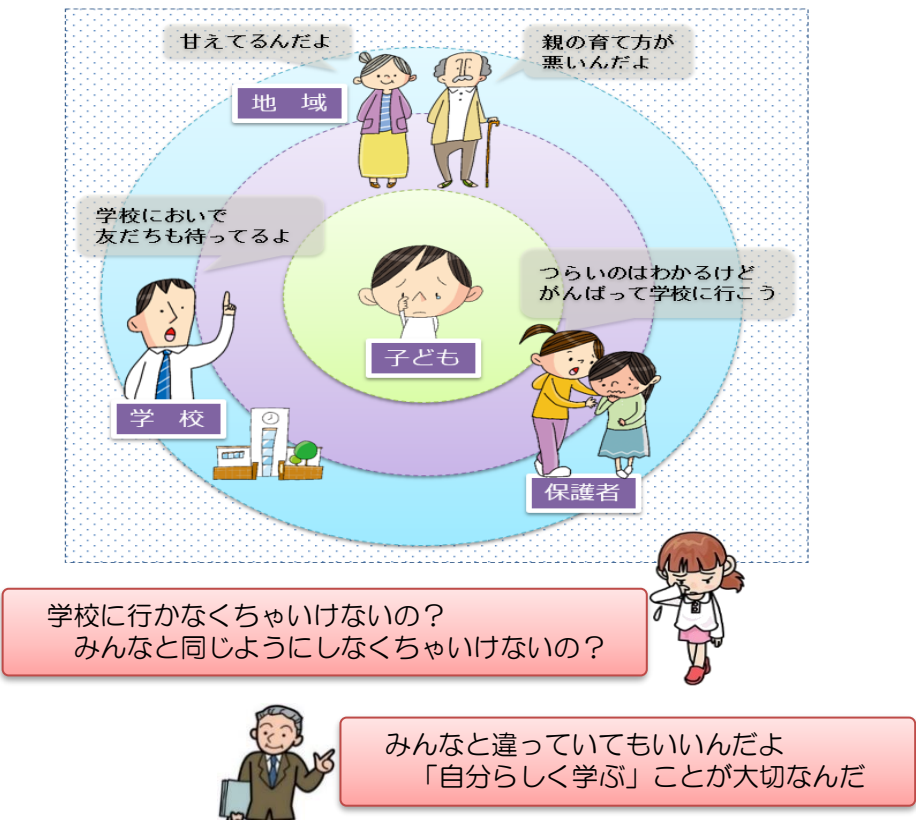 甘えてるんだよ
親の育て方が
悪いんだよ
地 域
学校においで
友だちも待ってるよ
つらいのはわかるけど
がんばって学校に行こう
子ども
学 校
保護者
学校に行かなくちゃいけないの？
みんなと同じようにしなくちゃいけないの？
みんなと違っていてもいいんだよ
「自分らしく学ぶ」ことが大切なんだ